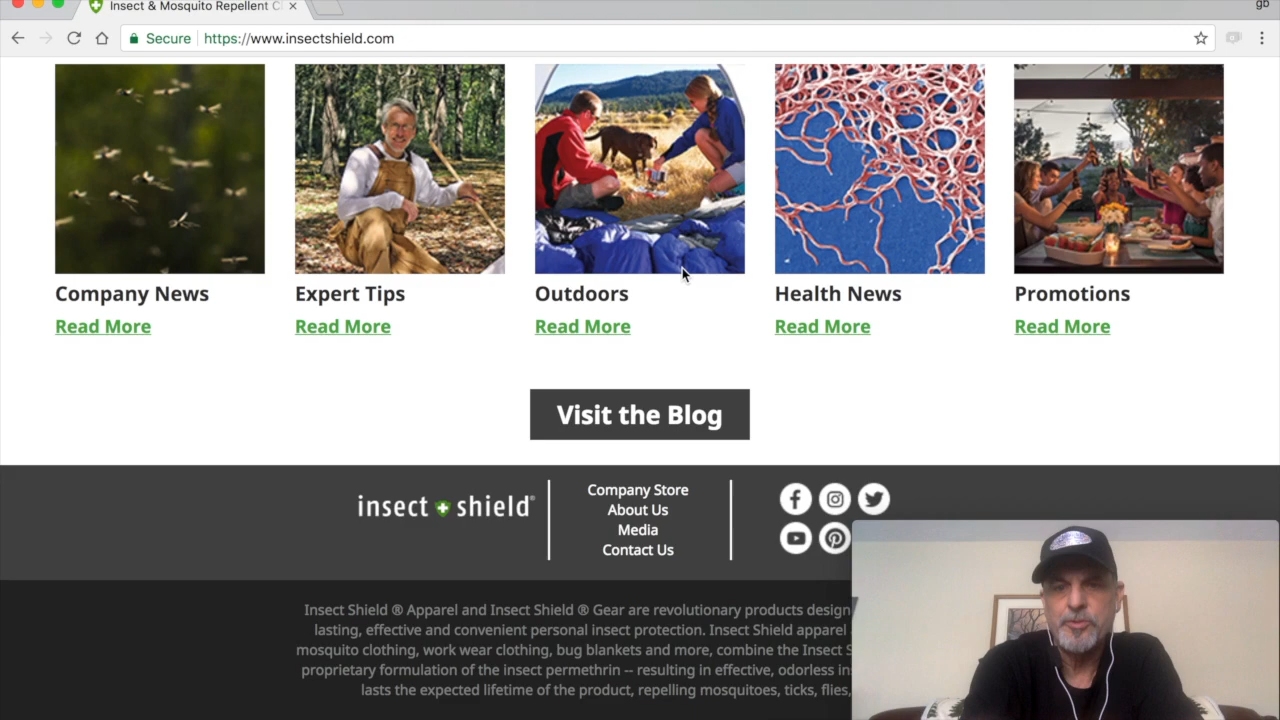 Insect & Mosquito Repellent C
gb
Secure
https://www.insectshield.com
Company News
Expert Tips
Outdoors
Health News
Promotions
Read More
Read More
Read More
Read More
Read More
Visit the Blog
insect shield®
Company Store
About Us
Media
Contact Us
Insect Shield ® Apparel and Insect Shield ® Gear are revolutionary products design
lasting, effective and convenient personal insect protection. Insect Shield apparel
mosquito clothing, work wear clothing, bug blankets and more, combine the Insect S
proprietary formulation of the insect permethrin -- resulting in effective, odorless in
lasts the expected lifetime of the product, repelling mosquitoes, ticks, flies,